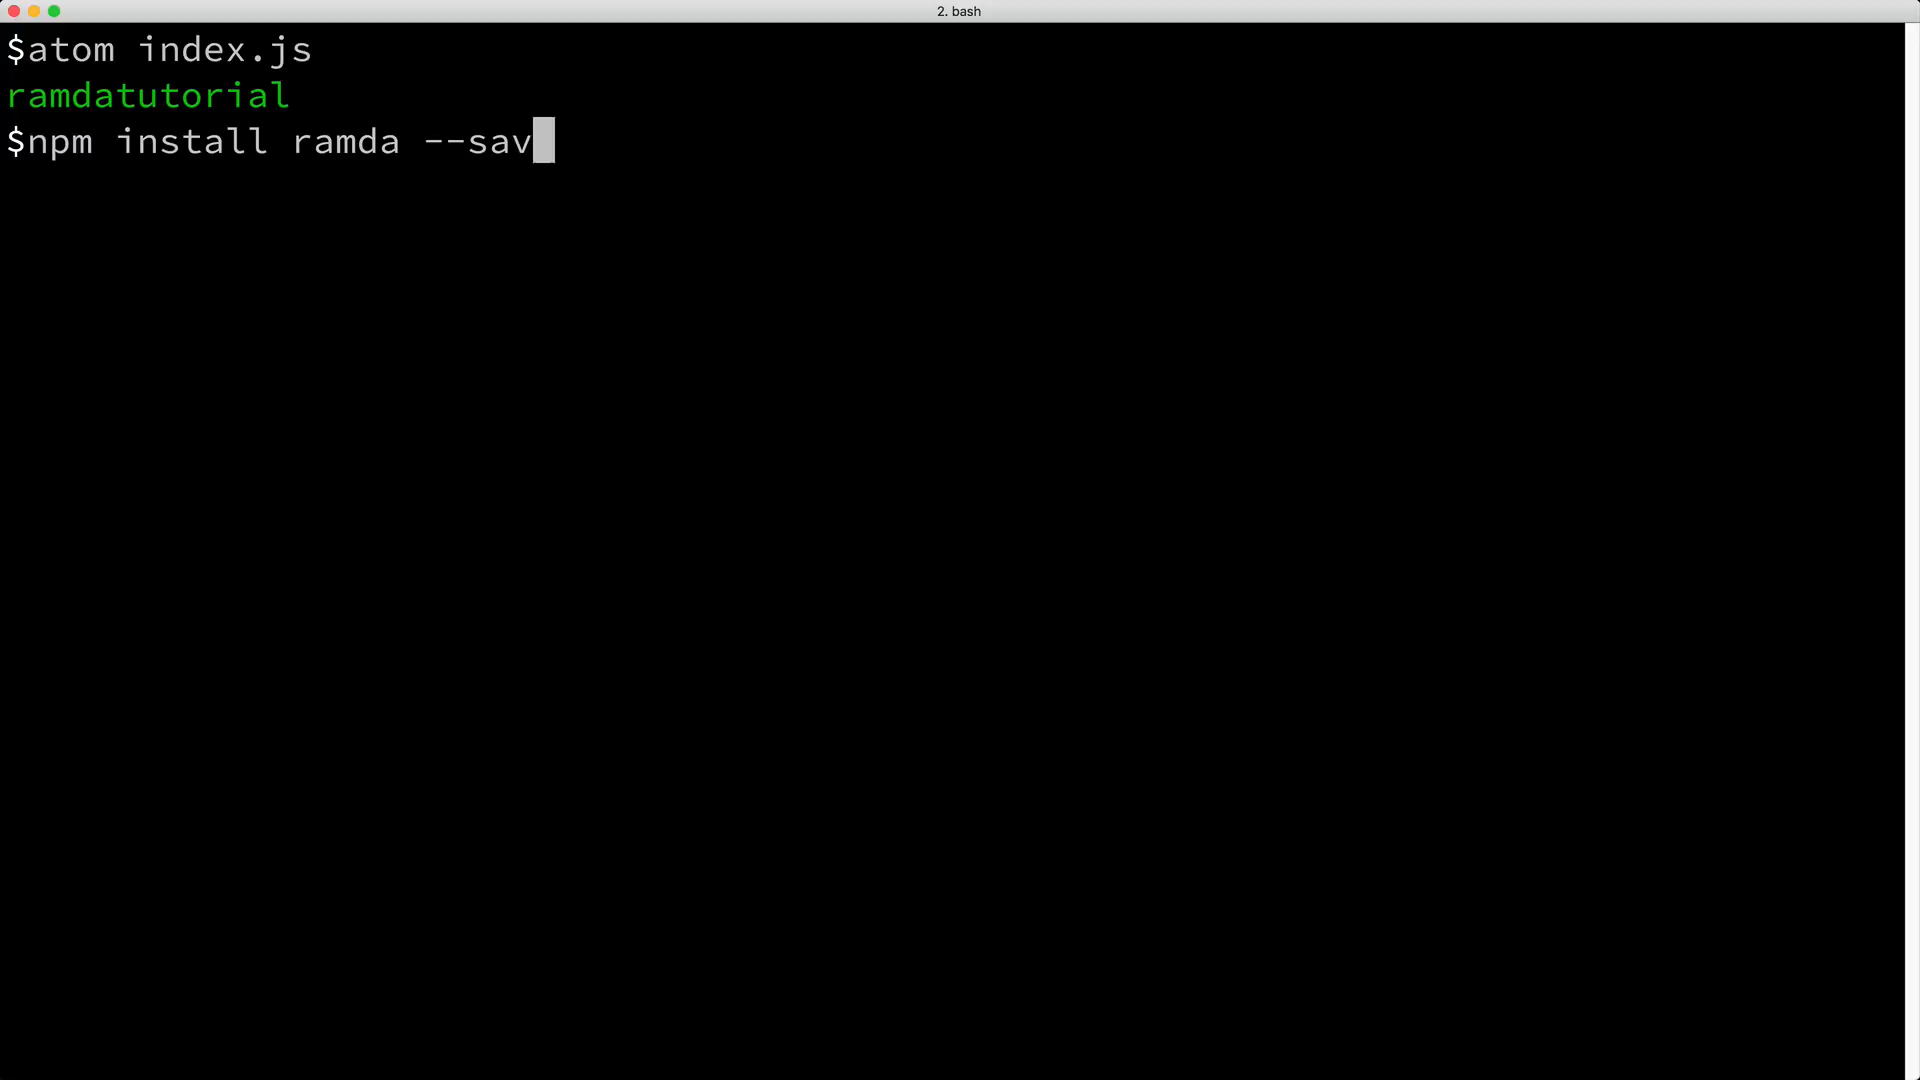 2. bash
$atom index.js
ramdatutorial
$npm install ramda --sav